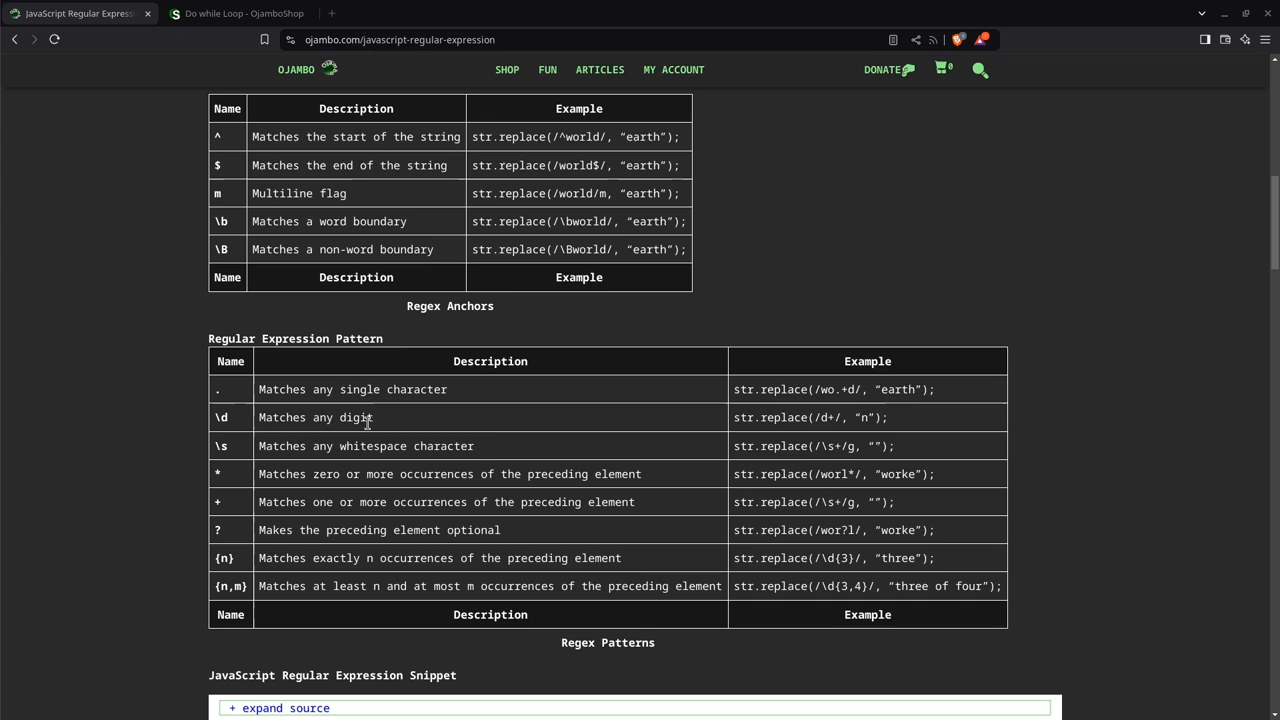 JavaScript Regular Expressi
Do while Loop - OjamboShop
ojambo.com/javascript-regular-expression
OJAMBO SHOP FUN ARTICLES MY ACCOUNT DONATE 0
Name Description Example
^ Matches the start of the string str.replace(/^world/, “earth”);
$ Matches the end of the string str.replace(/world$/, “earth”);
m Multiline flag str.replace(/world/m, “earth”);
\b Matches a word boundary str.replace(/\bworld/, “earth”);
\B Matches a non-word boundary str.replace(/\Bworld/, “earth”);
Name Description Example
Regex Anchors
Regular Expression Pattern
Name Description Example
. Matches any single character str.replace(/wo.+d/, “earth”);
\d Matches any digit str.replace(/d+/, “n”);
\s Matches any whitespace character str.replace(/\s+/g, “”);
* Matches zero or more occurrences of the preceding element str.replace(/worl*/, “worke”);
+ Matches one or more occurrences of the preceding element str.replace(/\s+/g, “”);
? Makes the preceding element optional str.replace(/wor?l/, “worke”);
{n} Matches exactly n occurrences of the preceding element str.replace(/\d{3}/, “three”);
{n,m} Matches at least n and at most m occurrences of the preceding element str.replace(/\d{3,4}/, “three of four”);
Name Description Example
Regex Patterns
JavaScript Regular Expression Snippet
+ expand source